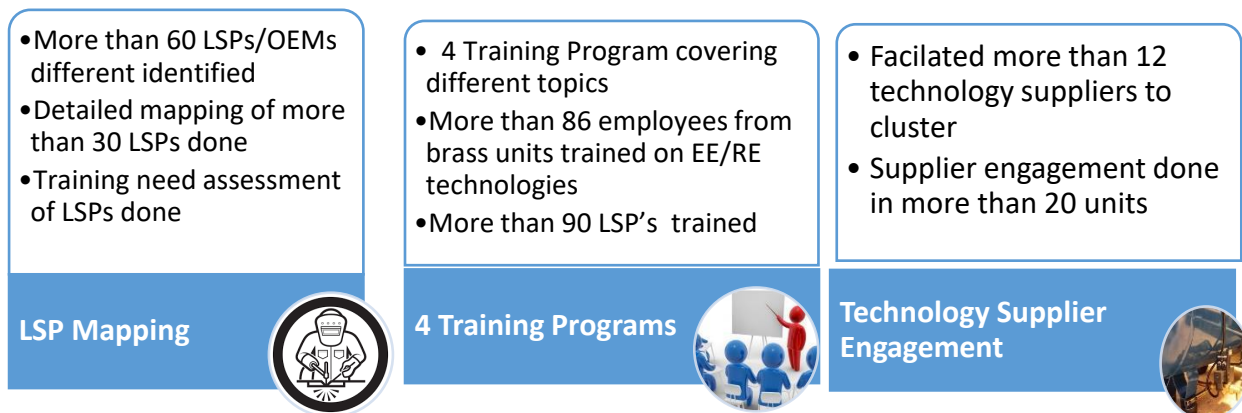 •More than 60 LSPs/OEMs
different identified
•Detailed mapping of more
than 30 LSPs done
•Training need assessment
of LSPs done
LSP Mapping
• 4 Training Program covering
different topics
•More than 86 employees from
brass units trained on EE/RE
technologies
•More than 90 LSP’s trained
4 Training Programs
• Facilated more than 12
technology suppliers to
cluster
• Supplier engagement done
in more than 20 units
Technology Supplier
Engagement